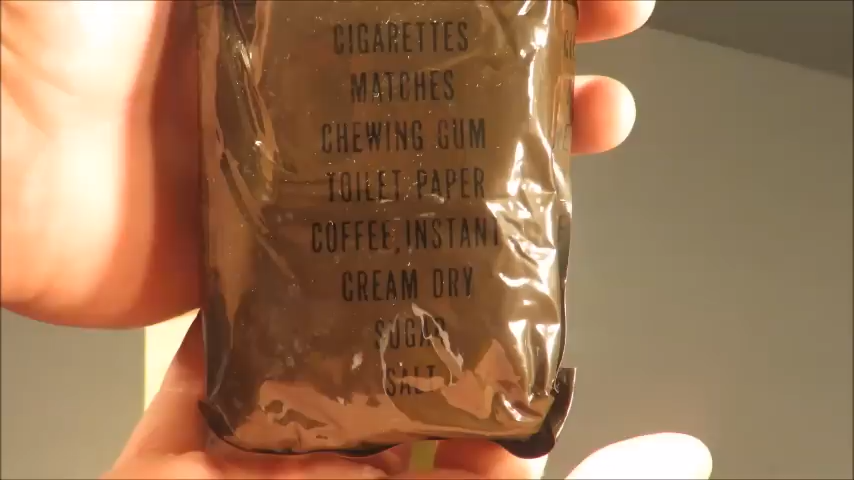 CIGARETTES
MATCHES
CHEWING GUM
TOILET PAPER
COFFEE, INSTANT
CREAM DRY
SUGAR
SALT